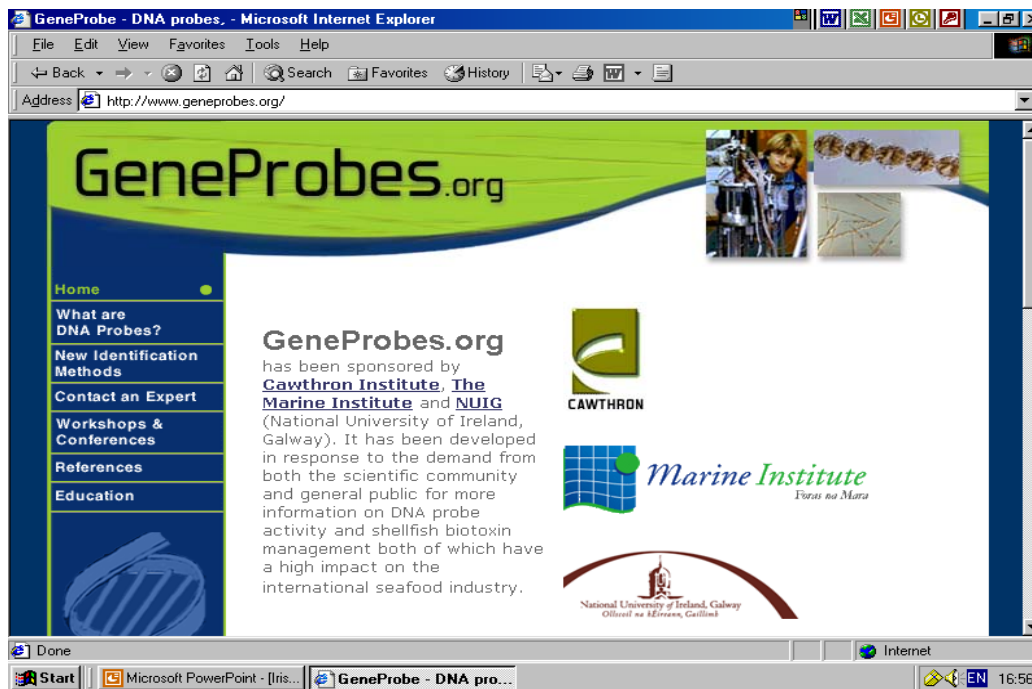 GeneProbe - DNA probes, - Microsoft Internet Explorer
File Edit View Favorites Tools Help
Back Search Favorites History
Address http://www.geneprobes.org/
GeneProbes.org
Home
What are
DNA Probes?
New Identification
Methods
Contact an Expert
Workshops &
Conferences
References
Education
GeneProbes.org
has been sponsored by
Cawthron Institute, The
Marine Institute and NUIG
(National University of Ireland,
Galway). It has been developed
in response to the demand from
both the scientific community
and general public for more
information on DNA probe
activity and shellfish biotoxin
management both of which have
a high impact on the
international seafood industry.
CAWTHRON
Marine Institute
Foras na Mara
National University of Ireland, Galway
Ollscoil na hÉireann, Gaillimh
Done Internet
Start Microsoft PowerPoint - [Iris... GeneProbe - DNA pro... EN 16:56